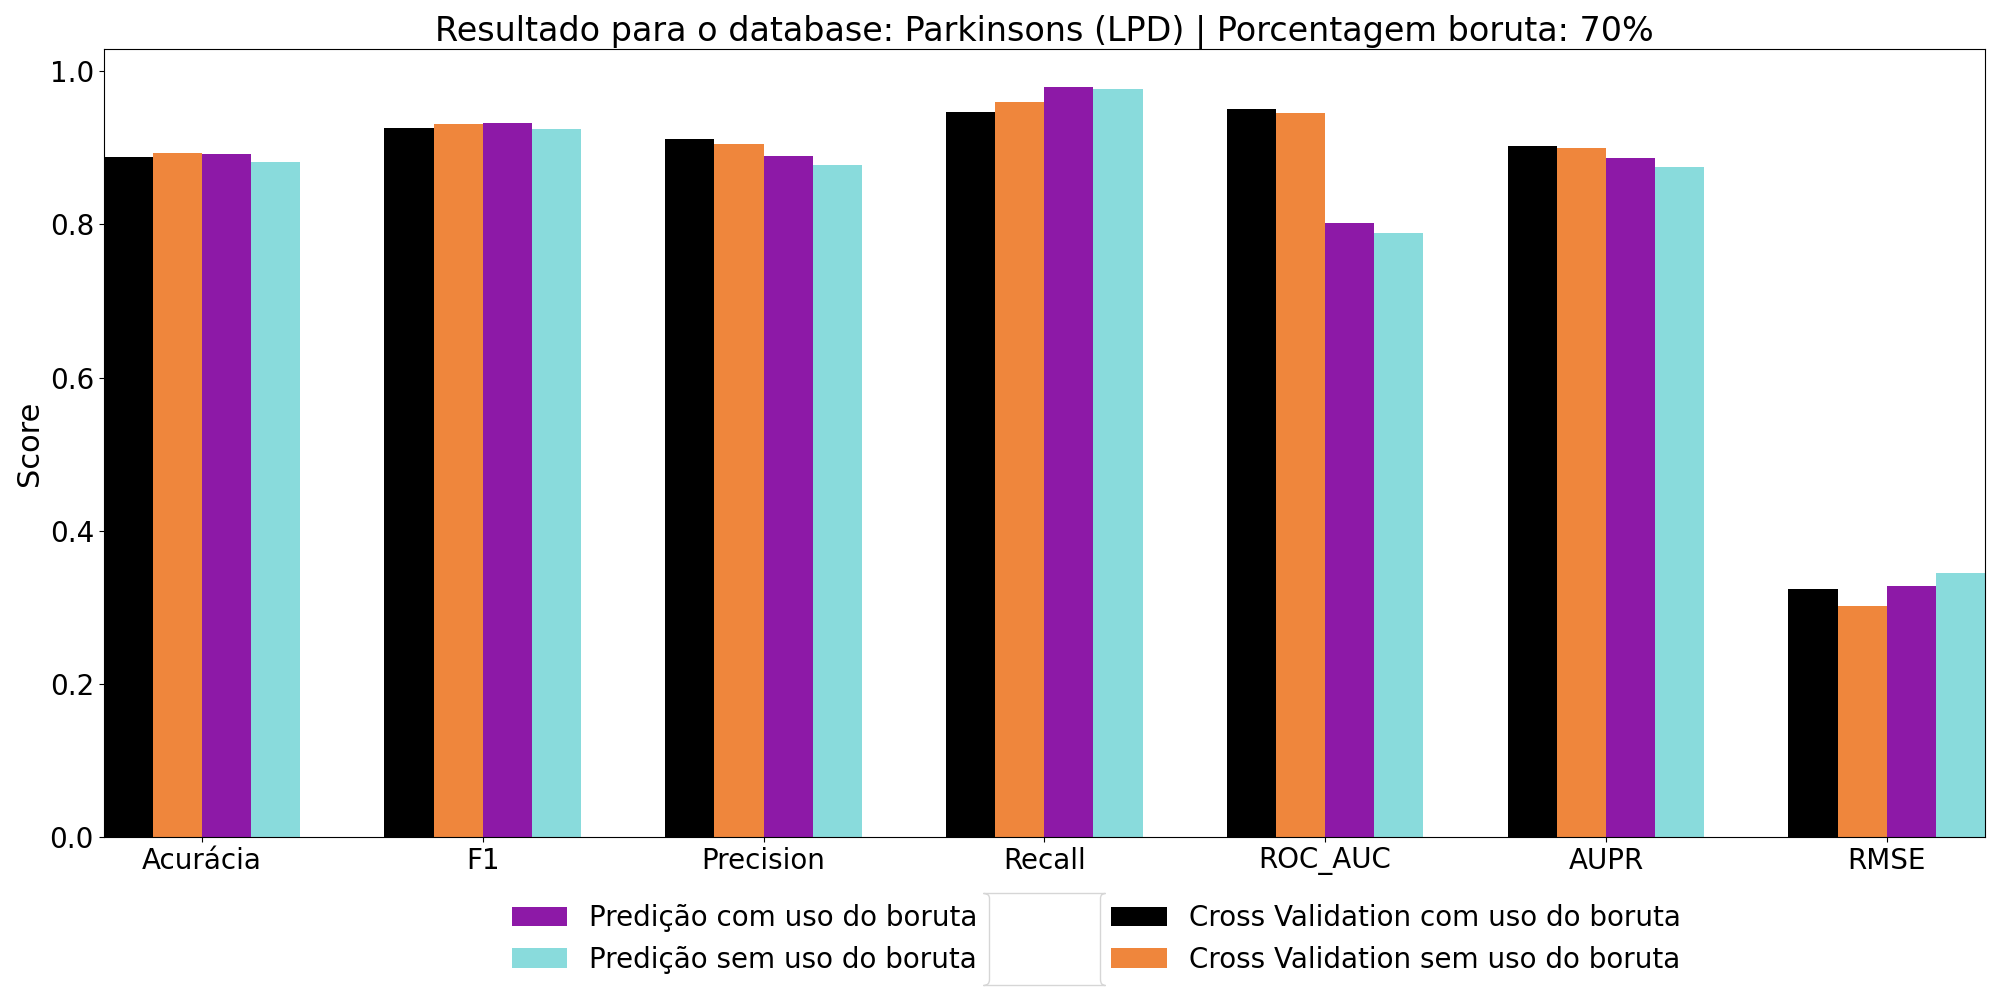 Resultado para o database: Parkinsons (LPD) | Porcentagem boruta: 70%
1.0
0.8
0.6
0.4
0.2
0.0
Score
Acurácia F1 Precision Recall ROC_AUC AUPR RMSE
Predição com uso do boruta
Predição sem uso do boruta
Cross Validation com uso do boruta
Cross Validation sem uso do boruta